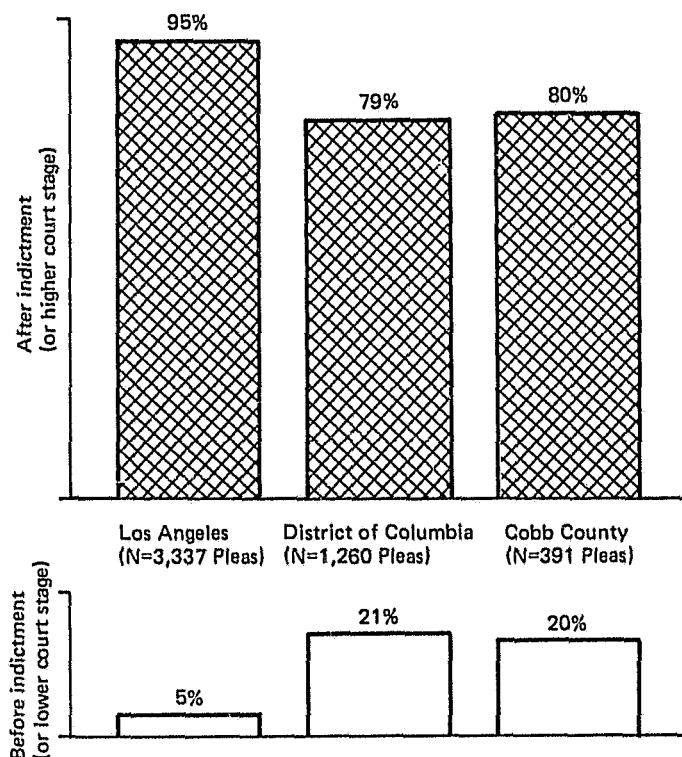 95%
79%
80%
After indictment
(or higher court stage)
Los Angeles
(N=3,337 Pleas)
District of Columbia
(N=1,260 Pleas)
Cobb County
(N=391 Pleas)
21%
20%
5%
Before indictment
(or lower court stage)